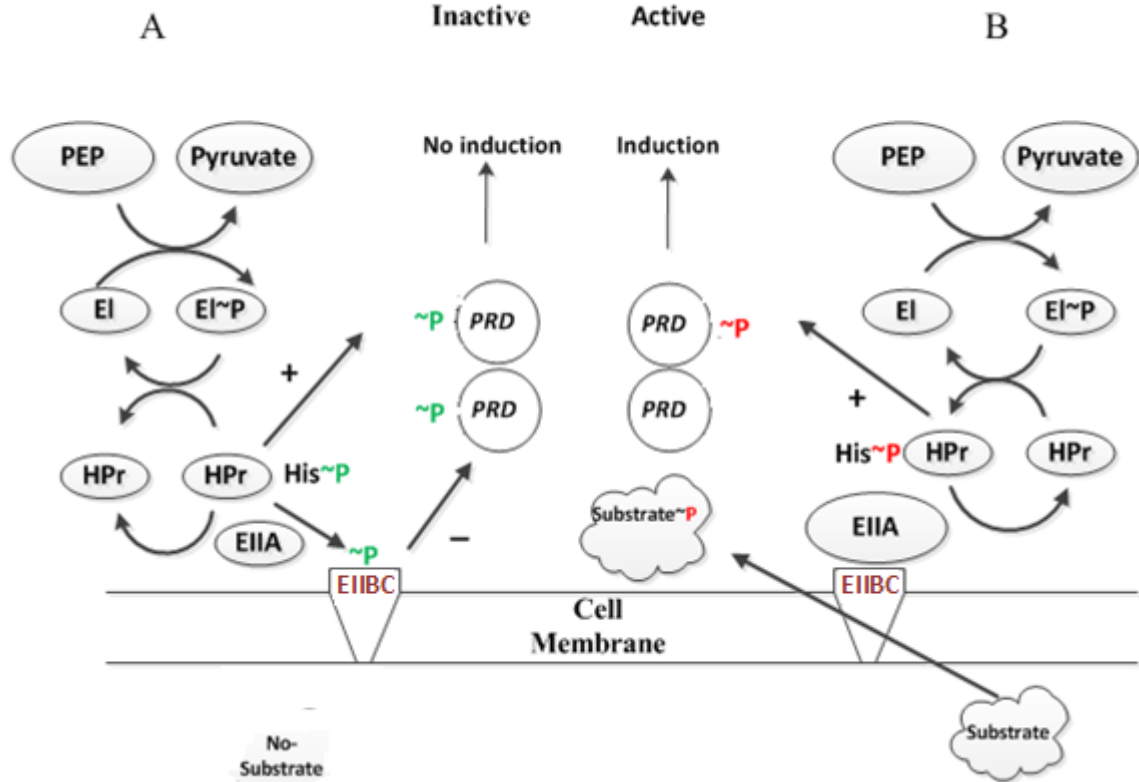 A
Inactive
Active
B
No induction
Induction
PEP
Pyruvate
PEP
Pyruvate
EI
EI~P
~P
PRD
PRD
~P
EI
EI~P
+
~P
PRD
PRD
+
HPr
HPr
His~P
His~P
HPr
HPr
EIIA
~P
−
Substrate~P
EIIA
EIIBC
EIIBC
Cell
Membrane
No-
Substrate
Substrate